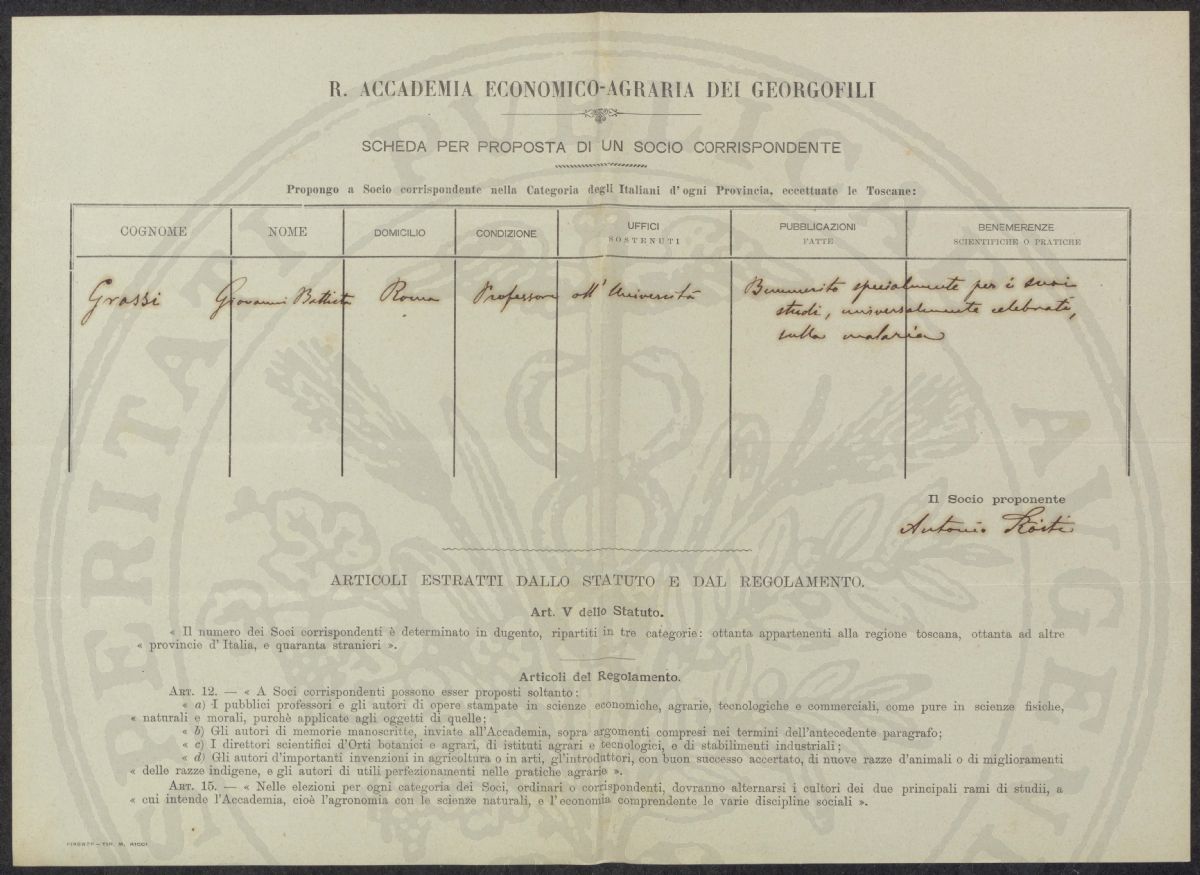 R. ACCADEMIA ECONOMICO-AGRARIA DEI GEORGOFILI
SCHEDA PER PROPOSTA DI UN SOCIO CORRISPONDENTE
Propongo a Socio corrispondente nella Categoria degli Italiani d'ogni Provincia, eccettuate le Toscane:
COGNOME NOME DOMICILIO CONDIZIONE UFFICI SOSTENUTI PUBBLICAZIONI FATTE BENEMERENZE SCIENTIFICHE O PRATICHE
Grassi Giovanni Battista Roma Professore all' Università Benemerito specialmente per i suoi
studi, universalmente celebrati,
sulla malaria
Il Socio proponente
Antonio
ARTICOLI ESTRATTI DALLO STATUTO E DAL REGOLAMENTO.
Art. V dello Statuto.
« Il numero dei Soci corrispondenti è determinato in dugento, ripartiti in tre categorie: ottanta appartenenti alla regione toscana, ottanta ad altre
« provincie d'Italia, e quaranta stranieri ».
Articoli del Regolamento.
ART. 12. — « A Soci corrispondenti possono esser proposti soltanto:
« a) I pubblici professori e gli autori di opere stampate in scienze economiche, agrarie, tecnologiche e commerciali, come pure in scienze fisiche,
« naturali e morali, purchè applicate agli oggetti di quelle;
« b) Gli autori di memorie manoscritte, inviate all'Accademia, sopra argomenti compresi nei termini dell'antecedente paragrafo;
« c) I direttori scientifici d'Orti botanici e agrari, di istituti agrari e tecnologici, e di stabilimenti industriali;
« d) Gli autori d'importanti invenzioni in agricoltura o in arti, gl'introduttori, con buon successo accertato, di nuove razze d'animali o di miglioramenti
« delle razze indigene, e gli autori di utili perfezionamenti nelle pratiche agrarie ».
ART. 15. — « Nelle elezioni per ogni categoria dei Soci, ordinari o corrispondenti, dovranno alternarsi i cultori dei due principali rami di studii, a
« cui intende l'Accademia, cioè l'agronomia con le scienze naturali, e l'economia comprendente le varie discipline sociali ».
FIRENZE—TIP. M. RICCI
PROSPERITATI PUBLICAE AUGENDAE